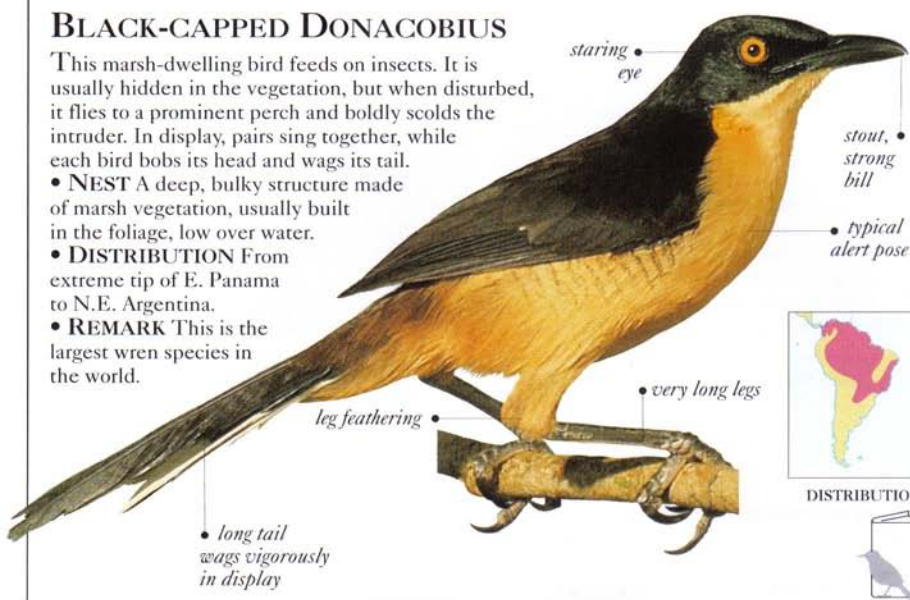 BLACK-CAPPED DONACOBIUS
This marsh-dwelling bird feeds on insects. It is
usually hidden in the vegetation, but when disturbed,
it flies to a prominent perch and boldly scolds the
intruder. In display, pairs sing together, while
each bird bobs its head and wags its tail.
• NEST A deep, bulky structure made
of marsh vegetation, usually built
in the foliage, low over water.
• DISTRIBUTION From
extreme tip of E. Panama
to N.E. Argentina.
• REMARK This is the
largest wren species in
the world.
staring
eye
stout,
strong
bill
typical
alert pose
very long legs
leg feathering
long tail
wags vigorously
in display
DISTRIBUTIO